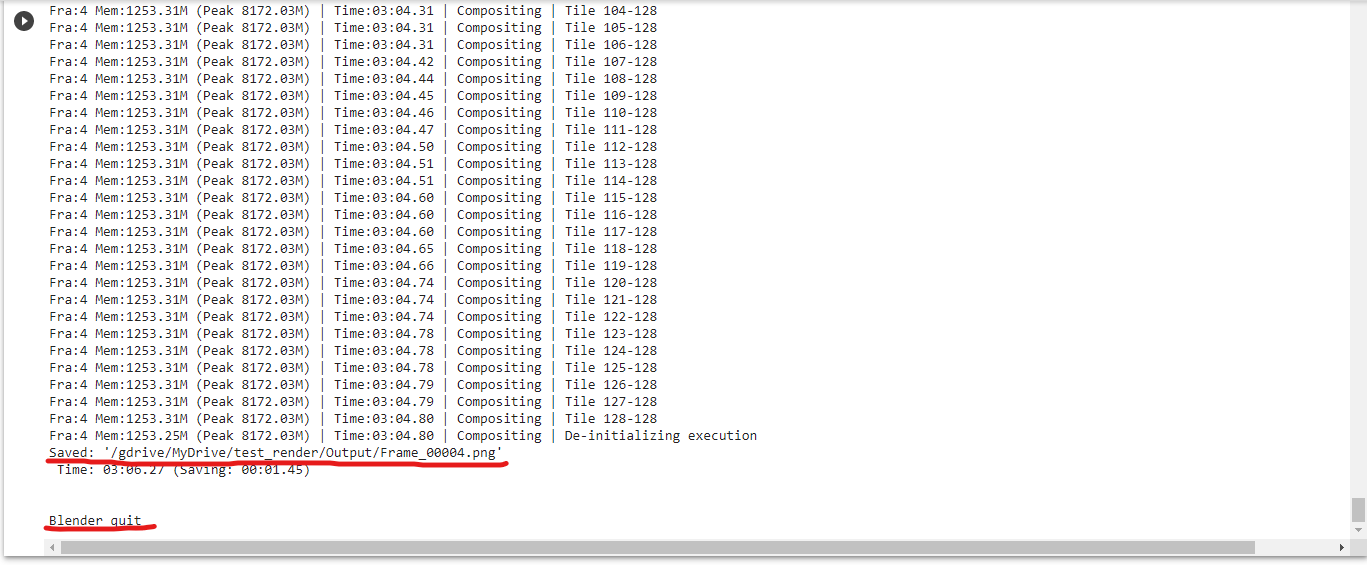 Fra:4 Mem:1253.31M (Peak 8172.03M) | Time:03:04.31 | Compositing | Tile 104-128
Fra:4 Mem:1253.31M (Peak 8172.03M) | Time:03:04.31 | Compositing | Tile 105-128
Fra:4 Mem:1253.31M (Peak 8172.03M) | Time:03:04.31 | Compositing | Tile 106-128
Fra:4 Mem:1253.31M (Peak 8172.03M) | Time:03:04.42 | Compositing | Tile 107-128
Fra:4 Mem:1253.31M (Peak 8172.03M) | Time:03:04.44 | Compositing | Tile 108-128
Fra:4 Mem:1253.31M (Peak 8172.03M) | Time:03:04.45 | Compositing | Tile 109-128
Fra:4 Mem:1253.31M (Peak 8172.03M) | Time:03:04.46 | Compositing | Tile 110-128
Fra:4 Mem:1253.31M (Peak 8172.03M) | Time:03:04.47 | Compositing | Tile 111-128
Fra:4 Mem:1253.31M (Peak 8172.03M) | Time:03:04.50 | Compositing | Tile 112-128
Fra:4 Mem:1253.31M (Peak 8172.03M) | Time:03:04.51 | Compositing | Tile 113-128
Fra:4 Mem:1253.31M (Peak 8172.03M) | Time:03:04.51 | Compositing | Tile 114-128
Fra:4 Mem:1253.31M (Peak 8172.03M) | Time:03:04.60 | Compositing | Tile 115-128
Fra:4 Mem:1253.31M (Peak 8172.03M) | Time:03:04.60 | Compositing | Tile 116-128
Fra:4 Mem:1253.31M (Peak 8172.03M) | Time:03:04.60 | Compositing | Tile 117-128
Fra:4 Mem:1253.31M (Peak 8172.03M) | Time:03:04.65 | Compositing | Tile 118-128
Fra:4 Mem:1253.31M (Peak 8172.03M) | Time:03:04.66 | Compositing | Tile 119-128
Fra:4 Mem:1253.31M (Peak 8172.03M) | Time:03:04.74 | Compositing | Tile 120-128
Fra:4 Mem:1253.31M (Peak 8172.03M) | Time:03:04.74 | Compositing | Tile 121-128
Fra:4 Mem:1253.31M (Peak 8172.03M) | Time:03:04.74 | Compositing | Tile 122-128
Fra:4 Mem:1253.31M (Peak 8172.03M) | Time:03:04.78 | Compositing | Tile 123-128
Fra:4 Mem:1253.31M (Peak 8172.03M) | Time:03:04.78 | Compositing | Tile 124-128
Fra:4 Mem:1253.31M (Peak 8172.03M) | Time:03:04.78 | Compositing | Tile 125-128
Fra:4 Mem:1253.31M (Peak 8172.03M) | Time:03:04.79 | Compositing | Tile 126-128
Fra:4 Mem:1253.31M (Peak 8172.03M) | Time:03:04.79 | Compositing | Tile 127-128
Fra:4 Mem:1253.31M (Peak 8172.03M) | Time:03:04.80 | Compositing | Tile 128-128
Fra:4 Mem:1253.25M (Peak 8172.03M) | Time:03:04.80 | Compositing | De-initializing execution
Saved: '/gdrive/MyDrive/test_render/Output/Frame_00004.png'
Time: 03:06.27 (Saving: 00:01.45)
Blender quit